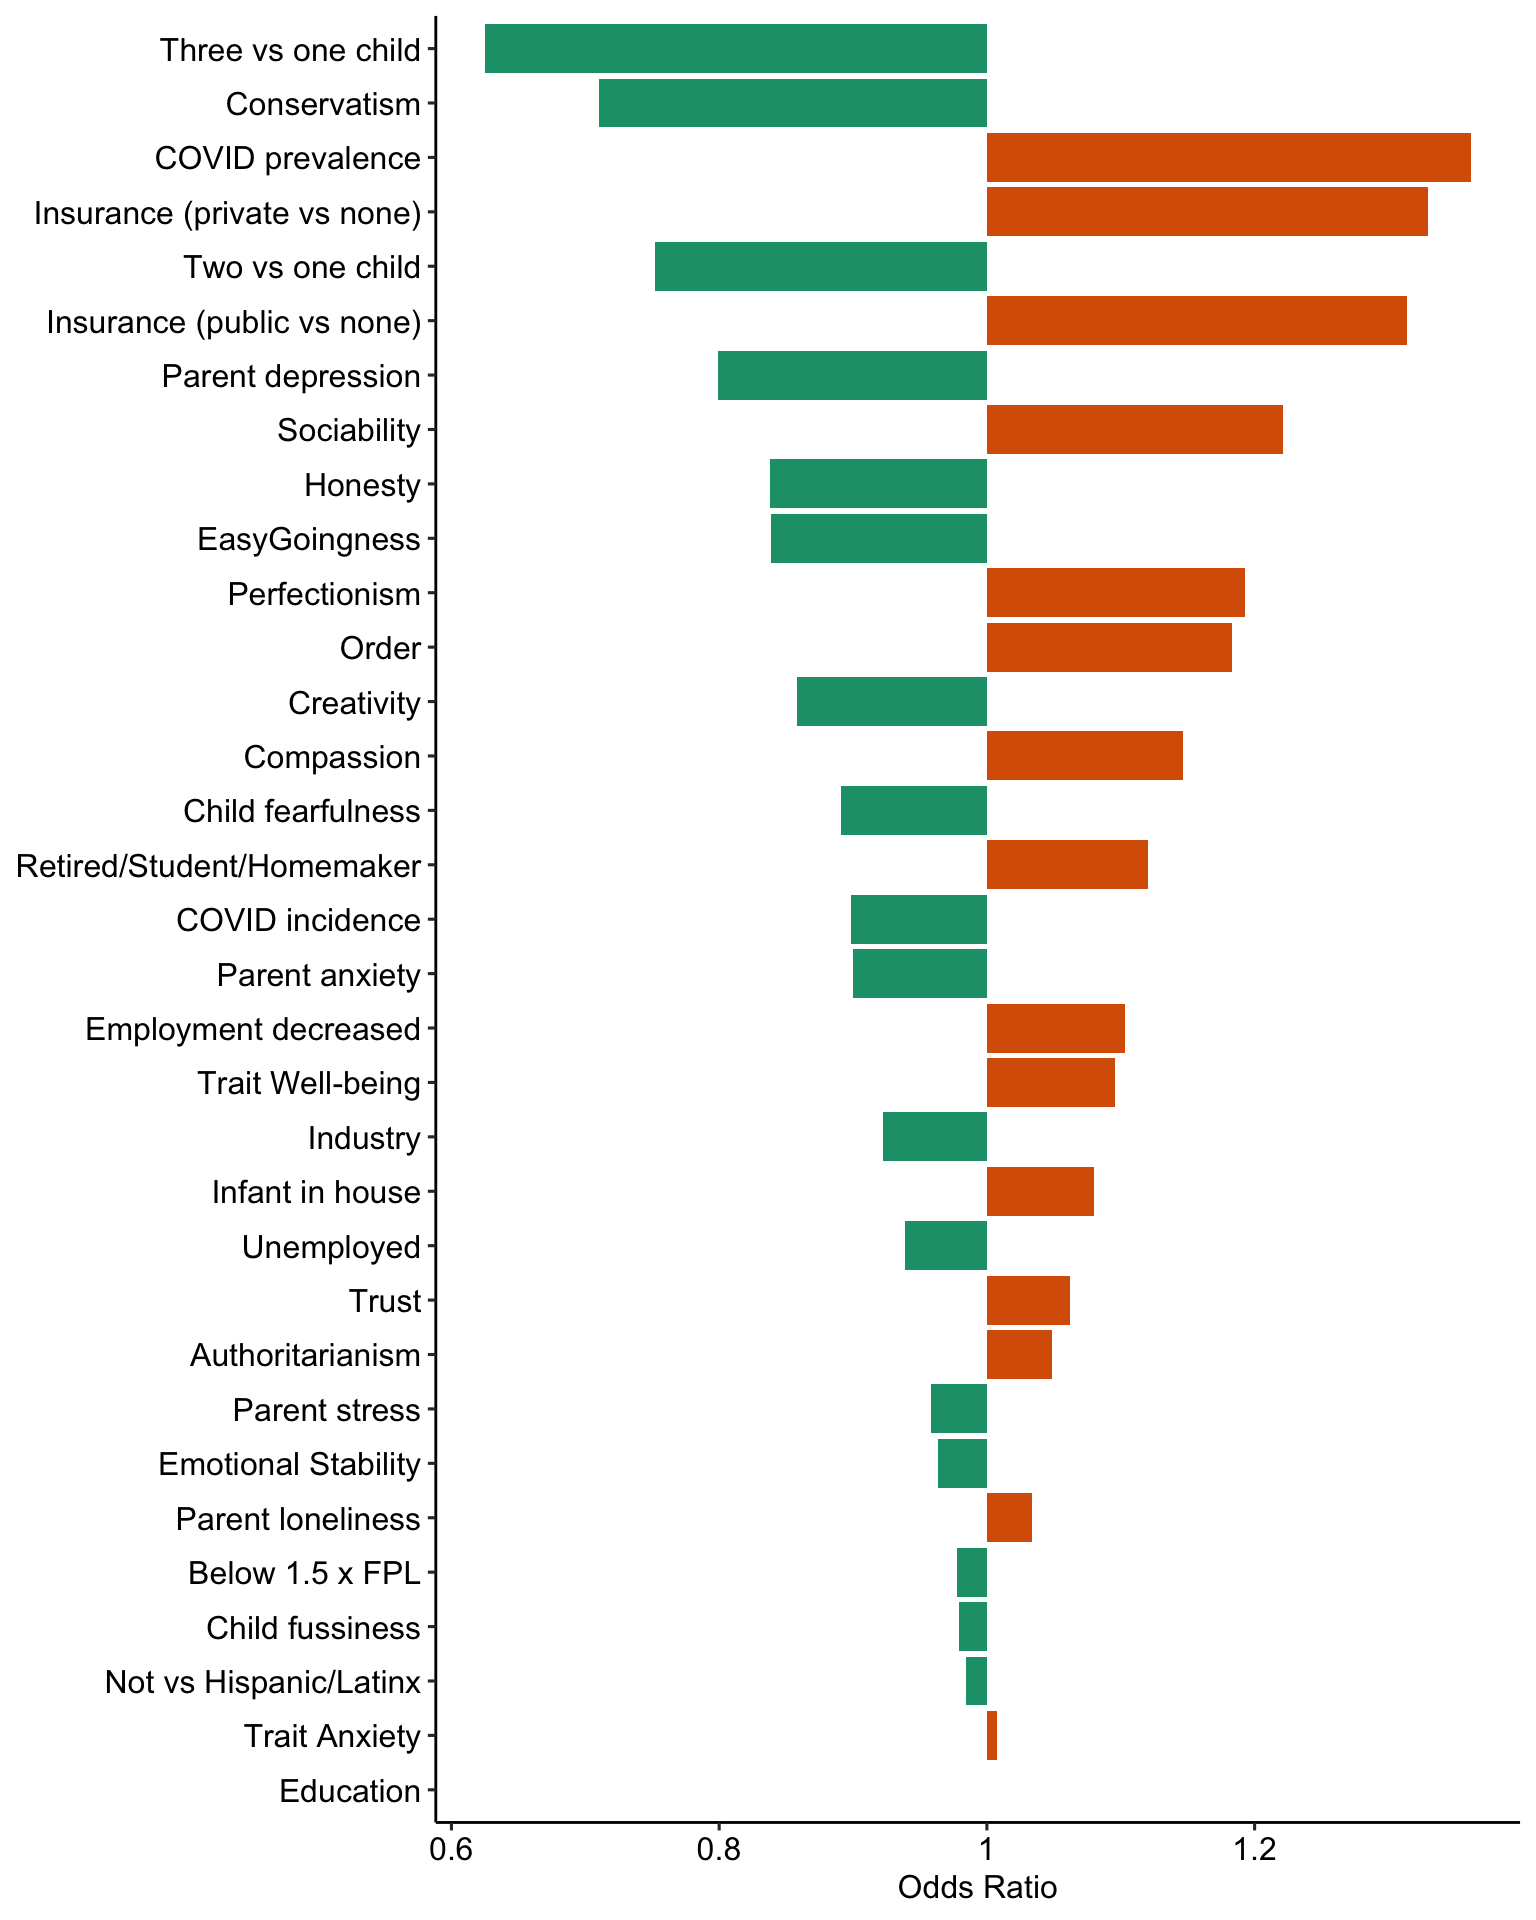 Three vs one child
Conservatism
COVID prevalence
Insurance (private vs none)
Two vs one child
Insurance (public vs none)
Parent depression
Sociability
Honesty
EasyGoingness
Perfectionism
Order
Creativity
Compassion
Child fearfulness
Retired/Student/Homemaker
COVID incidence
Parent anxiety
Employment decreased
Trait Well-being
Industry
Infant in house
Unemployed
Trust
Authoritarianism
Parent stress
Emotional Stability
Parent loneliness
Below 1.5 x FPL
Child fussiness
Not vs Hispanic/Latinx
Trait Anxiety
Education
0.6 0.8 1 1.2
Odds Ratio